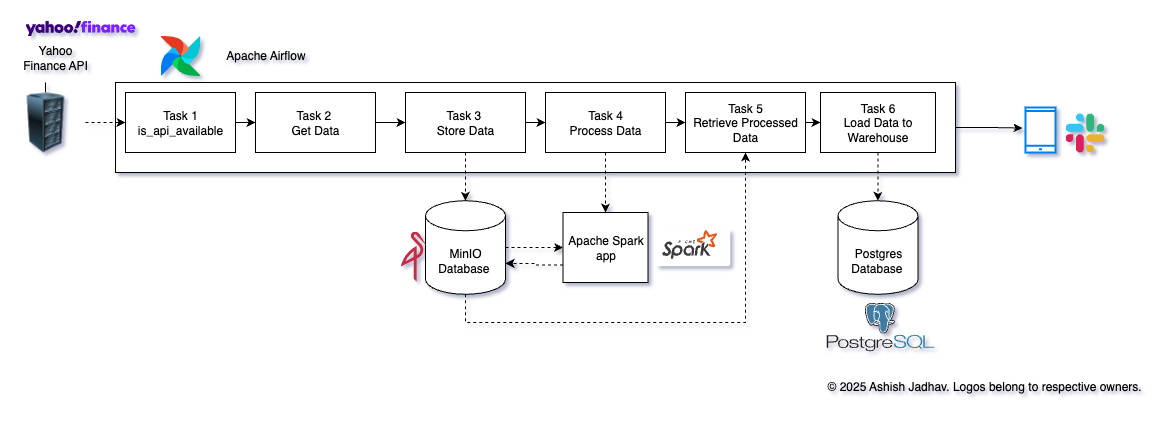 yahoo!finance
Yahoo
Finance API
Apache Airflow
Task 1
is_api_available
Task 2
Get Data
Task 3
Store Data
Task 4
Process Data
Task 5
Retrieve Processed
Data
Task 6
Load Data to
Warehouse
MinIO
Database
Apache Spark
app
Spark
Postgres
Database
PostgreSQL
© 2025 Ashish Jadhav. Logos belong to respective owners.